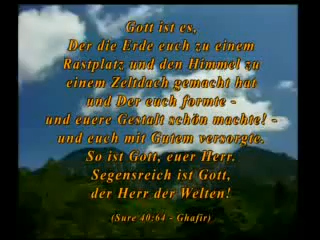 Gott ist es,
Der die Erde euch zu einem
Rastplatz und den Himmel zu
einem Zeltdach gemacht hat
und Der euch formte -
und euere Gestalt schön machte! -
und euch mit Gutem versorgte.
So ist Gott, euer Herr.
Segensreich ist Gott,
der Herr der Welten!
(Sure 40:64 - Ghafir)